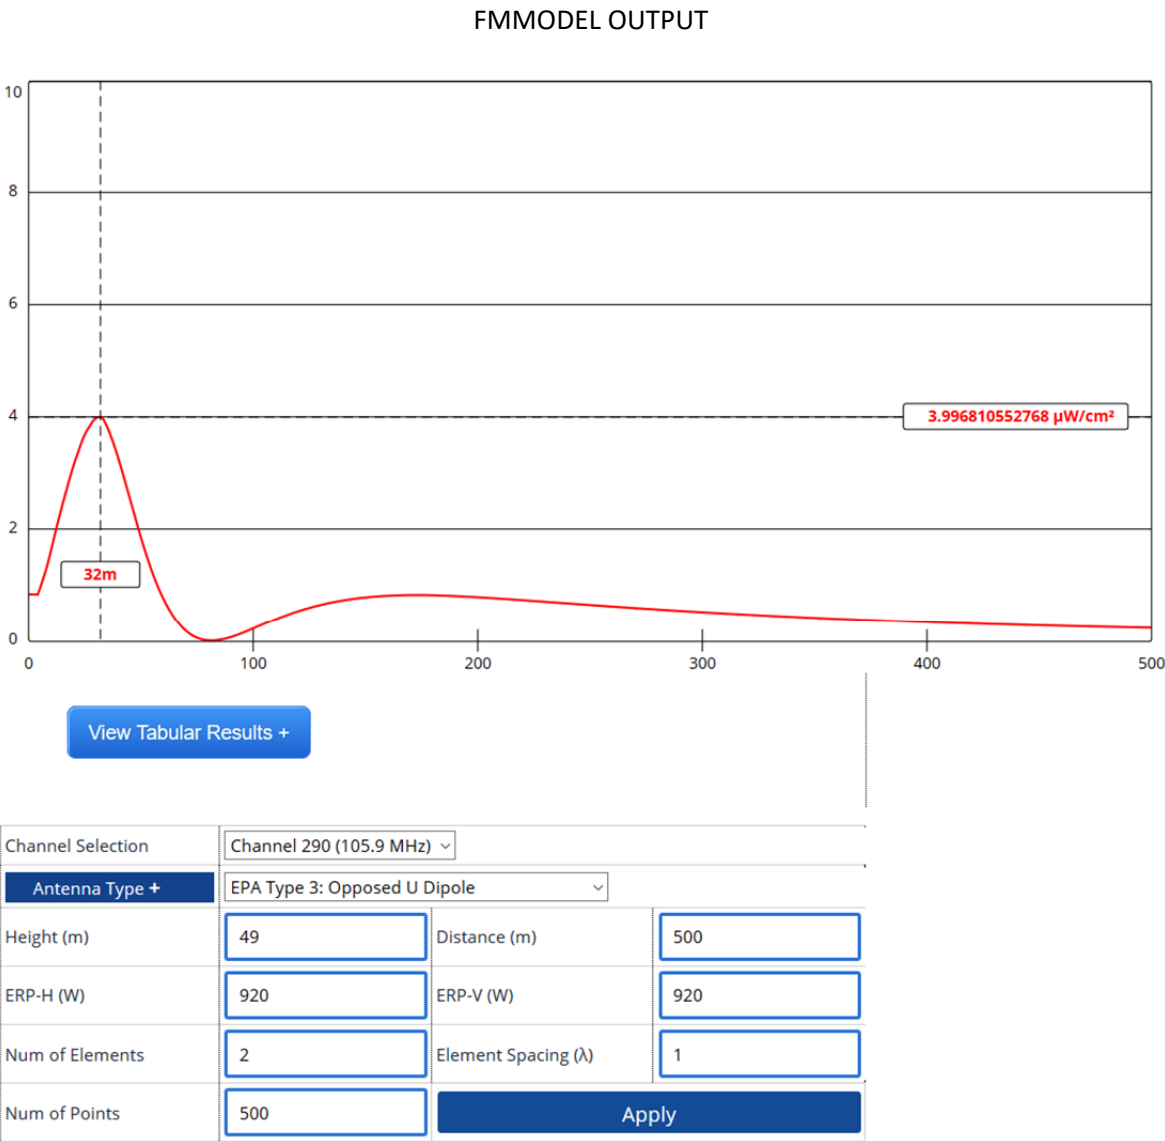 FMMODEL OUTPUT
10
8
6
4
3.996810552768 μW/cm²
2
32m
0
0 100 200 300 400 500
View Tabular Results +
Channel Selection Channel 290 (105.9 MHz)
Antenna Type + EPA Type 3: Opposed U Dipole
Height (m) 49 Distance (m) 500
ERP-H (W) 920 ERP-V (W) 920
Num of Elements 2 Element Spacing (λ) 1
Num of Points 500 Apply